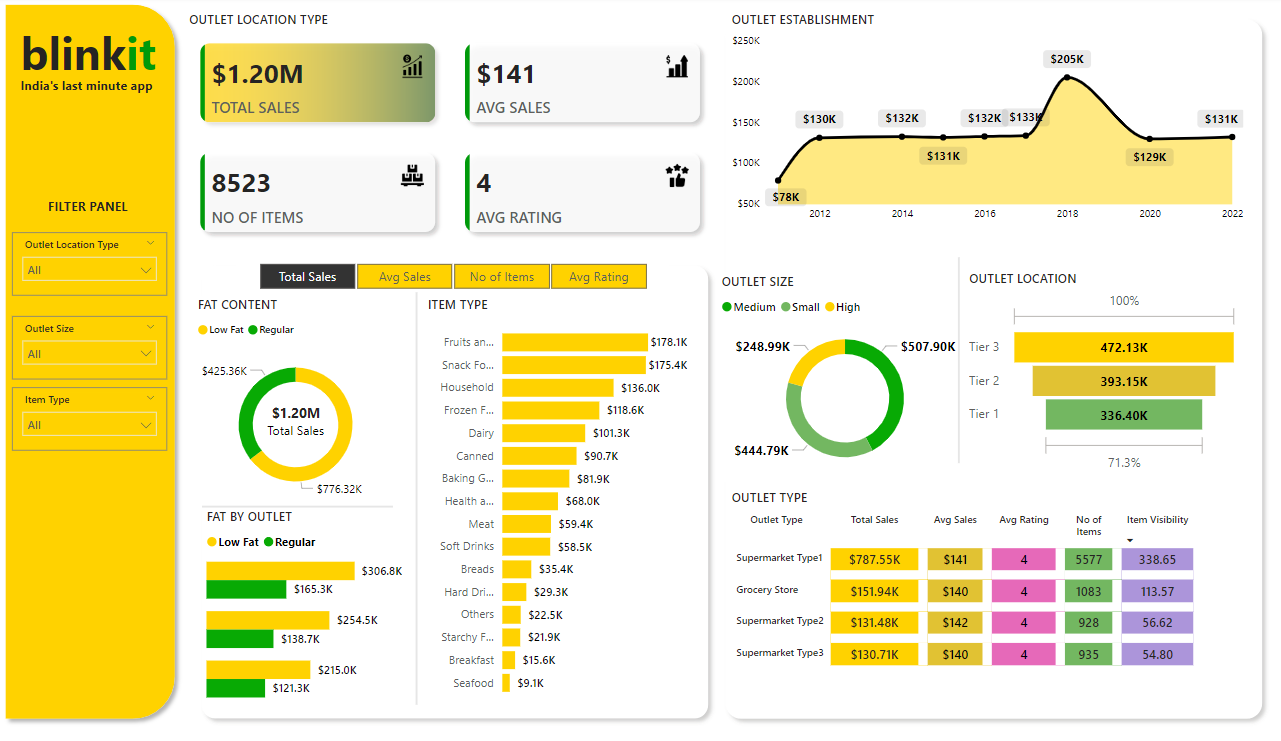 blinkit
India's last minute app
FILTER PANEL
Outlet Location Type
All
Outlet Size
All
Item Type
All
OUTLET LOCATION TYPE
$1.20M
TOTAL SALES
$141
AVG SALES
8523
NO OF ITEMS
4
AVG RATING
OUTLET ESTABLISHMENT
$250K
$200K
$150K
$100K
$50K
$78K
$130K
$132K
$131K
$132K
$133K
$205K
$129K
$131K
2012
2014
2016
2018
2020
2022
Total Sales
Avg Sales
No of Items
Avg Rating
FAT CONTENT
Low Fat Regular
$425.36K
$1.20M
Total Sales
$776.32K
FAT BY OUTLET
Low Fat Regular
$306.8K
$165.3K
$254.5K
$138.7K
$215.0K
$121.3K
ITEM TYPE
Fruits an... $178.1K
Snack Fo... $175.4K
Household $136.0K
Frozen F... $118.6K
Dairy $101.3K
Canned $90.7K
Baking G... $81.9K
Health a... $68.0K
Meat $59.4K
Soft Drinks $58.5K
Breads $35.4K
Hard Dri... $29.3K
Others $22.5K
Starchy F... $21.9K
Breakfast $15.6K
Seafood $9.1K
OUTLET SIZE
Medium Small High
$248.99K
$507.90K
$444.79K
OUTLET LOCATION
100%
Tier 3 472.13K
Tier 2 393.15K
Tier 1 336.40K
71.3%
OUTLET TYPE
Outlet Type Total Sales Avg Sales Avg Rating No of Items Item Visibility
Supermarket Type1 $787.55K $141 4 5577 338.65
Grocery Store $151.94K $140 4 1083 113.57
Supermarket Type2 $131.48K $142 4 928 56.62
Supermarket Type3 $130.71K $140 4 935 54.80